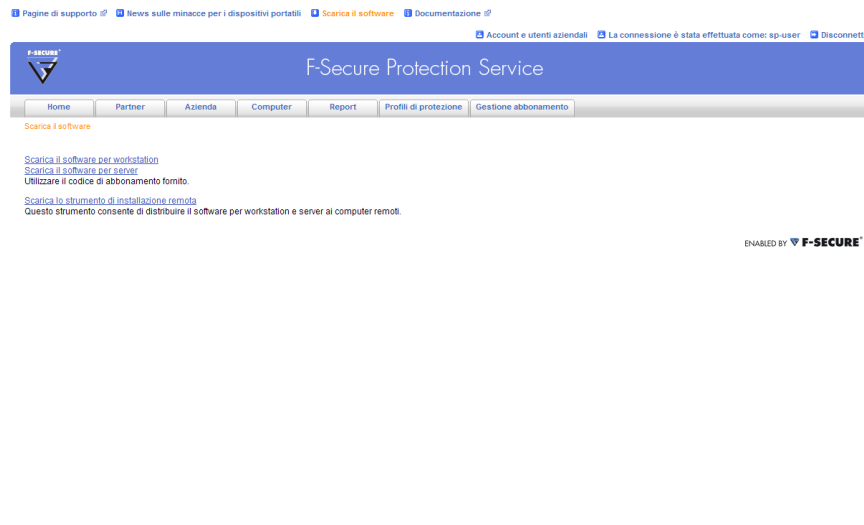 Pagine di supporto News sulle minacce per i dispositivi portatili Scarica il software Documentazione
Account e utenti aziendali La connessione è stata effettuata come: sp-user Disconnett
F-SECURE
F-Secure Protection Service
Home Partner Azienda Computer Report Profili di protezione Gestione abbonamento
Scarica il software
Scarica il software per workstation
Scarica il software per server
Utilizzare il codice di abbonamento fornito.
Scarica lo strumento di installazione remota
Questo strumento consente di distribuire il software per workstation e server ai computer remoti.
ENABLED BY F-SECURE